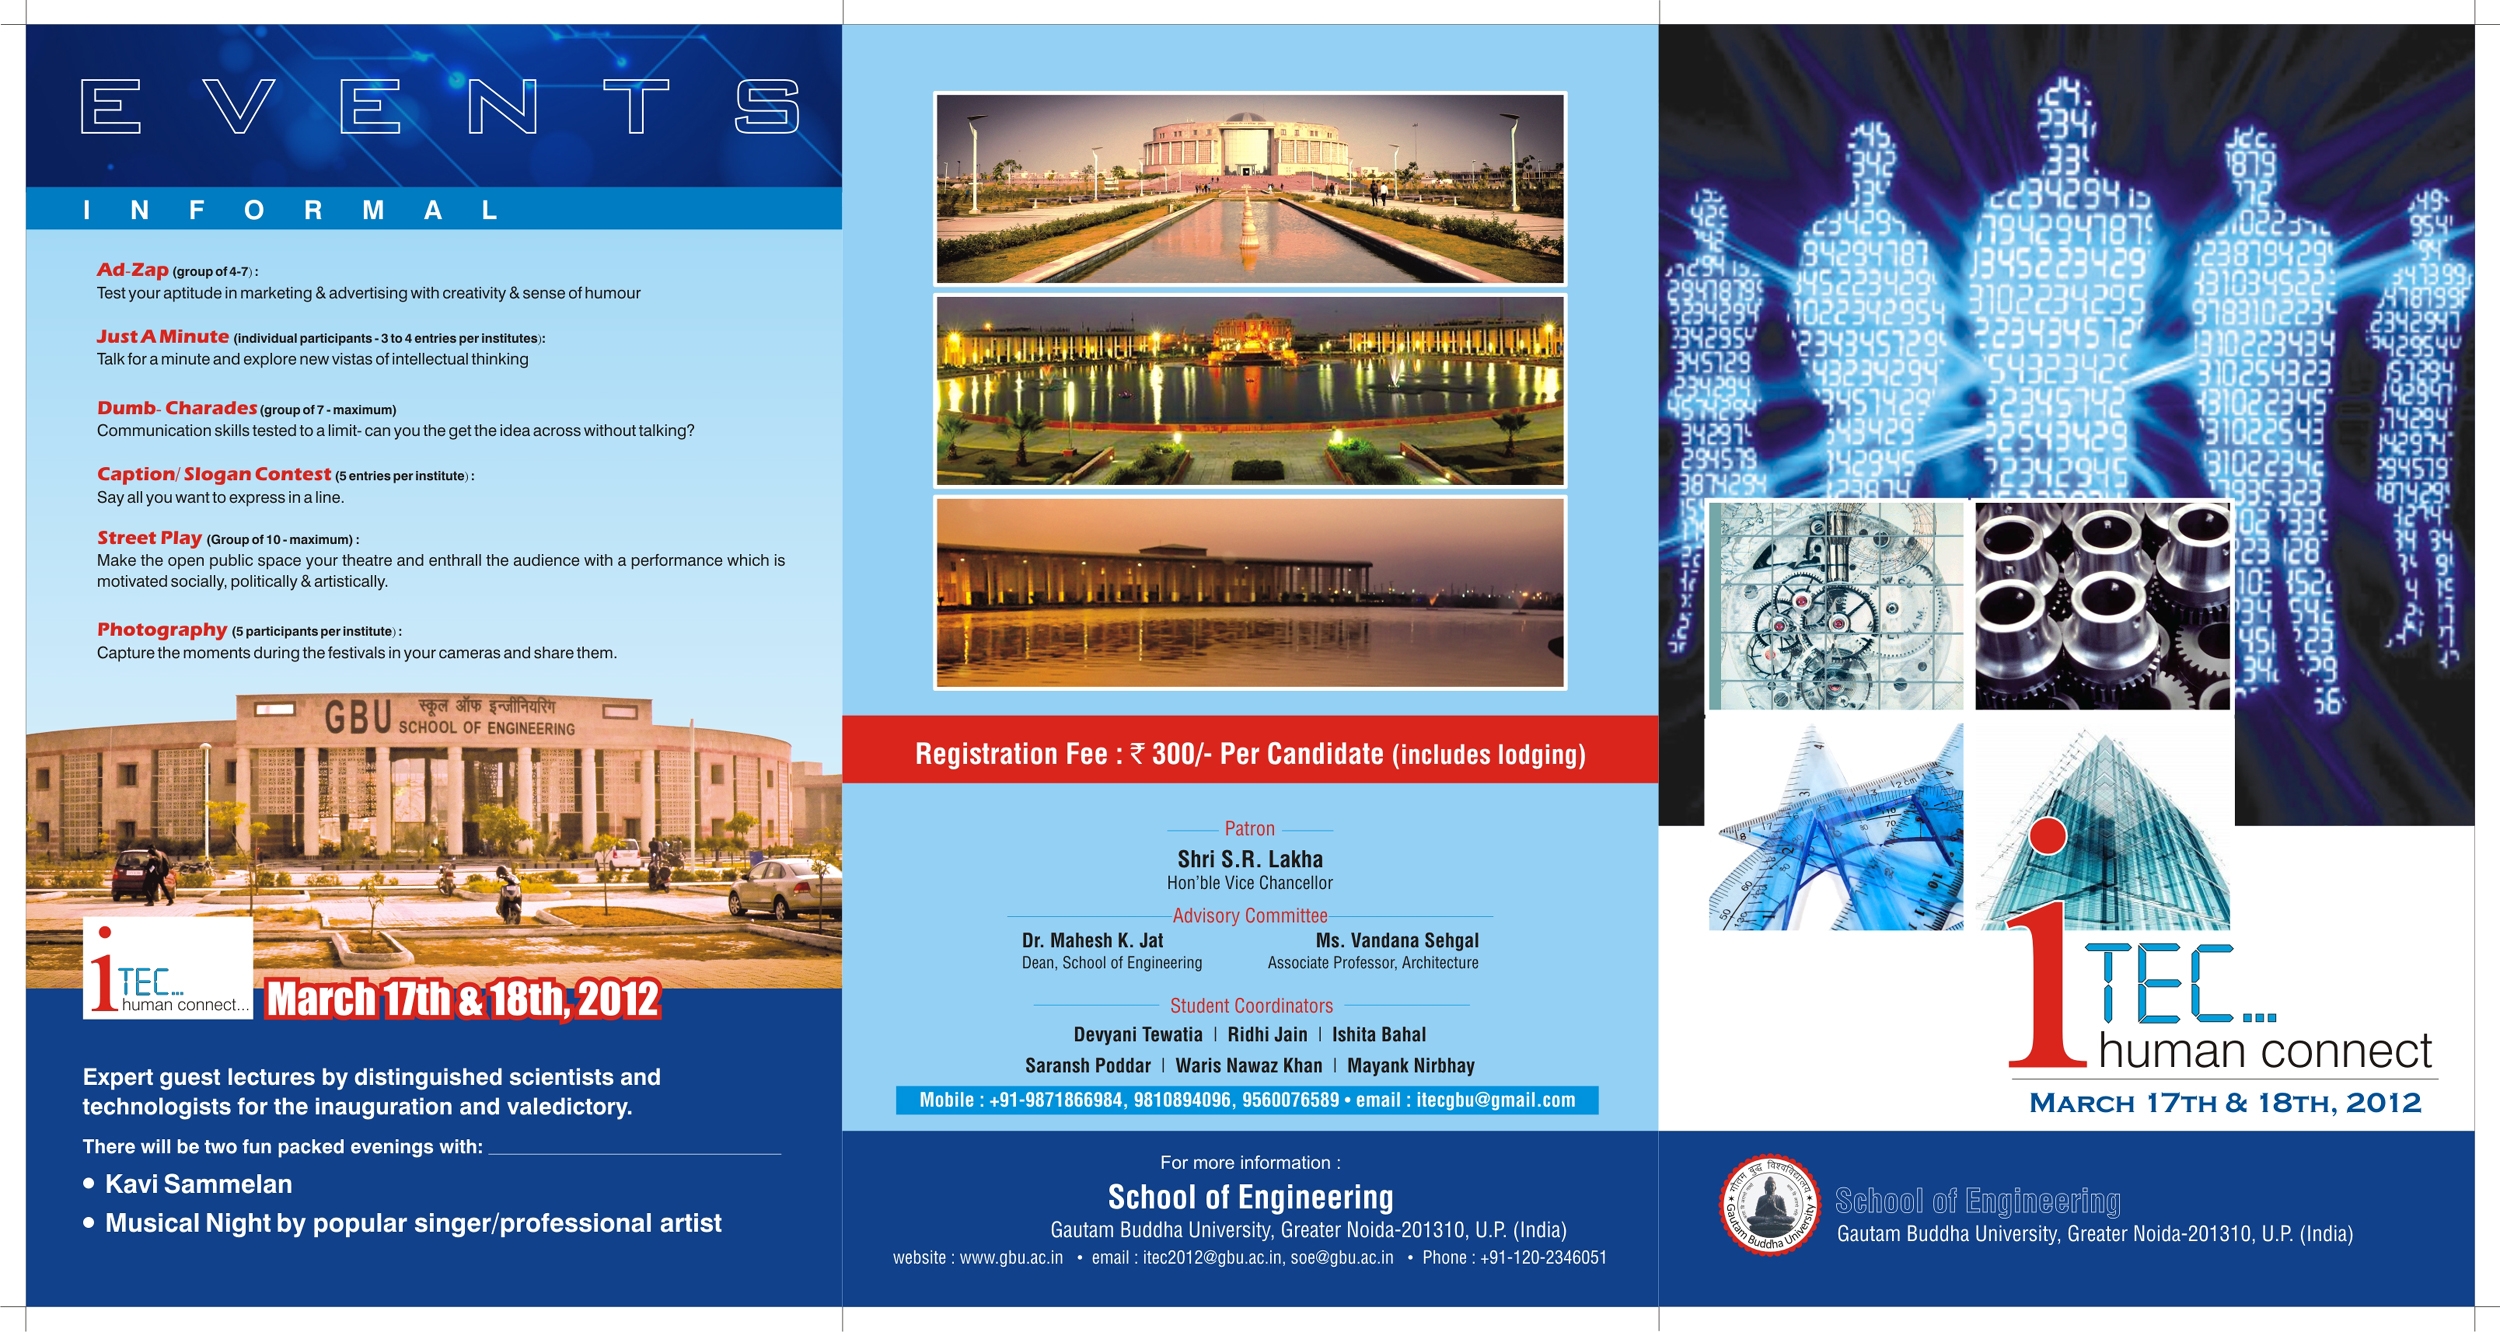 EVENTS
INFORMAL
Ad-Zap (group of 4-7) :
Test your aptitude in marketing & advertising with creativity & sense of humour
Just A Minute (individual participants - 3 to 4 entries per institutes):
Talk for a minute and explore new vistas of intellectual thinking
Dumb- Charades (group of 7 - maximum)
Communication skills tested to a limit- can you the get the idea across without talking?
Caption/ Slogan Contest (5 entries per institute) :
Say all you want to express in a line.
Street Play (Group of 10 - maximum) :
Make the open public space your theatre and enthrall the audience with a performance which is
motivated socially, politically & artistically.
Photography (5 participants per institute) :
Capture the moments during the festivals in your cameras and share them.
GBU स्कूल ऑफ इन्जीनियरिंग
SCHOOL OF ENGINEERING
iTEC...
human connect...
March 17th & 18th, 2012
Expert guest lectures by distinguished scientists and
technologists for the inauguration and valedictory.
There will be two fun packed evenings with:
• Kavi Sammelan
• Musical Night by popular singer/professional artist
Registration Fee : ₹ 300/- Per Candidate (includes lodging)
Patron
Shri S.R. Lakha
Hon'ble Vice Chancellor
Advisory Committee
Dr. Mahesh K. Jat Ms. Vandana Sehgal
Dean, School of Engineering Associate Professor, Architecture
Student Coordinators
Devyani Tewatia | Ridhi Jain | Ishita Bahal
Saransh Poddar | Waris Nawaz Khan | Mayank Nirbhay
Mobile : +91-9871866984, 9810894096, 9560076589 • email : itecgbu@gmail.com
For more information :
School of Engineering
Gautam Buddha University, Greater Noida-201310, U.P. (India)
website : www.gbu.ac.in • email : itec2012@gbu.ac.in, soe@gbu.ac.in • Phone : +91-120-2346051
iTEC...
human connect
MARCH 17TH & 18TH, 2012
गौतम बुद्ध विश्वविद्यालय
Gautam Buddha University
School of Engineering
Gautam Buddha University, Greater Noida-201310, U.P. (India)